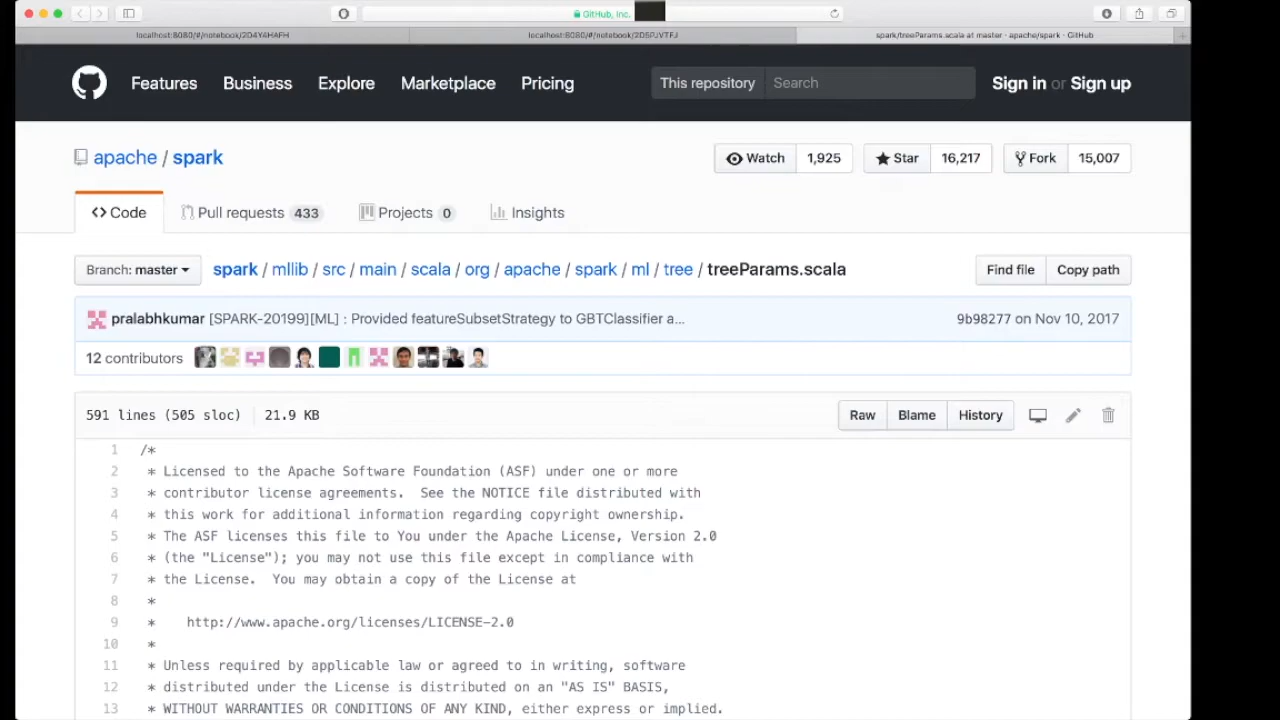 GitHub, Inc.
localhost:8080/#/notebook/2D4Y4HAFH
localhost:8080/#/notebook/2D5PJVTFJ
spark/treeParams.scala at master · apache/spark · GitHub
Features Business Explore Marketplace Pricing This repository Search Sign in or Sign up
apache / spark Watch 1,925 Star 16,217 Fork 15,007
Code Pull requests 433 Projects 0 Insights
Branch: master spark / mllib / src / main / scala / org / apache / spark / ml / tree / treeParams.scala Find file Copy path
pralabhkumar [SPARK-20199][ML] : Provided featureSubsetStrategy to GBTClassifier a... 9b98277 on Nov 10, 2017
12 contributors
591 lines (505 sloc) 21.9 KB Raw Blame History
1 /*
2 * Licensed to the Apache Software Foundation (ASF) under one or more
3 * contributor license agreements. See the NOTICE file distributed with
4 * this work for additional information regarding copyright ownership.
5 * The ASF licenses this file to You under the Apache License, Version 2.0
6 * (the "License"); you may not use this file except in compliance with
7 * the License. You may obtain a copy of the License at
8 *
9 * http://www.apache.org/licenses/LICENSE-2.0
10 *
11 * Unless required by applicable law or agreed to in writing, software
12 * distributed under the License is distributed on an "AS IS" BASIS,
13 * WITHOUT WARRANTIES OR CONDITIONS OF ANY KIND, either express or implied.